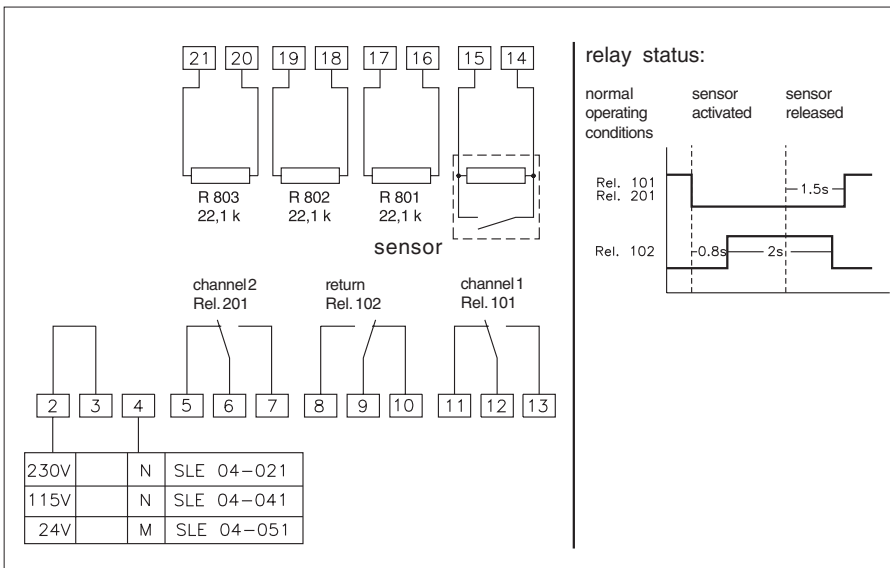 21 20 19 18 17 16 15 14
R 803 R 802 R 801
22,1 k 22,1 k 22,1 k
sensor
channel2 return channel1
Rel.201 Rel.102 Rel.101
2 3 4 5 6 7 8 9 10 11 12 13
230V N SLE 04-021
115V N SLE 04-041
24V M SLE 04-051
relay status:
normal sensor sensor
operating activated released
conditions
Rel. 101
Rel. 201
1.5s
Rel. 102 0.8s 2s